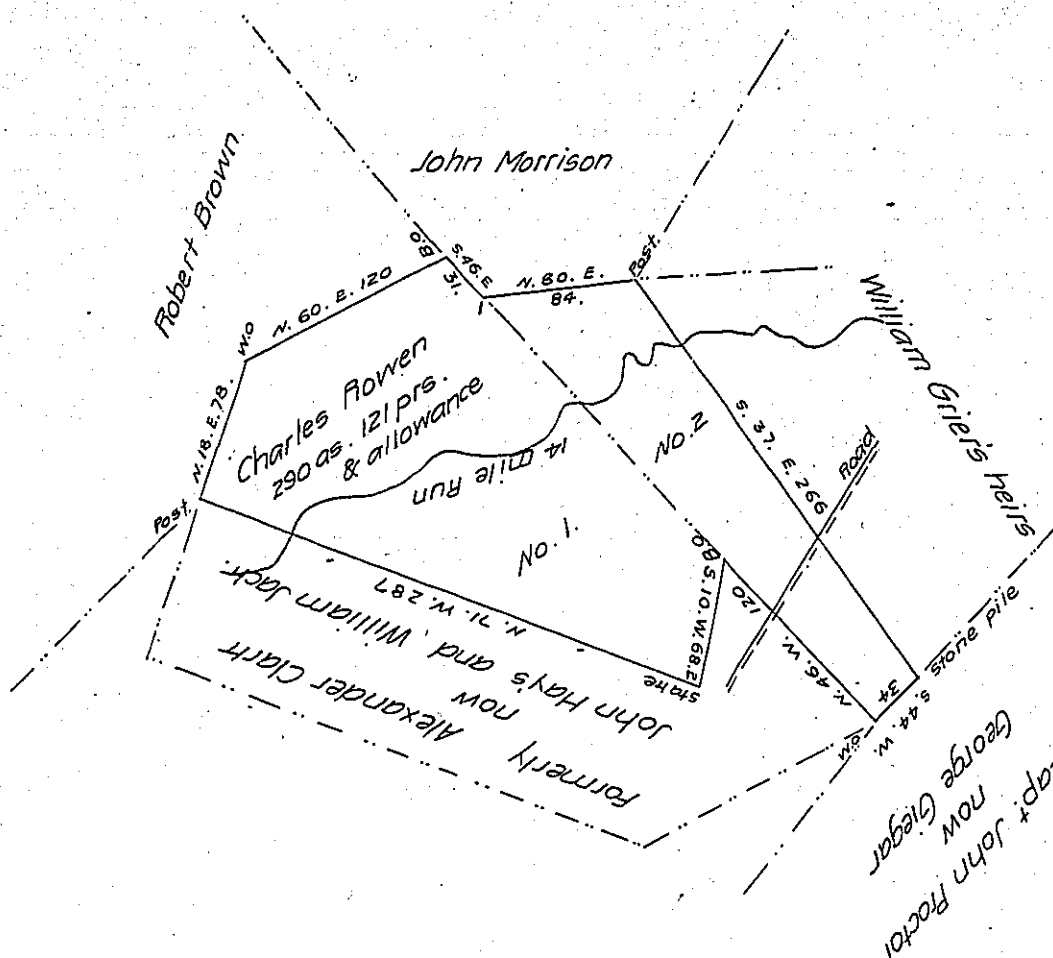 Robert Brown
John Morrison
B.O
S.46.E
31.
1
N. 80. E.
84.
Post.
William Grier's heirs
N. 60. E. 120
W.O
N. 18. E. 78.
Post.
Charles Rowen
290 as. 121 prs.
& allowance
14 mile Run
No. 1.
No. 2
S. 37. E. 266
Road
B.O
S. 10. W. 68.2
120
N. 46. W.
N. 71. W. 287
stake
34
S. 44. W.
stone pile
W.O
John Hay's and William Jack.
now
Formerly Alexander Clark
Capt John Proctor
now
George Giegar